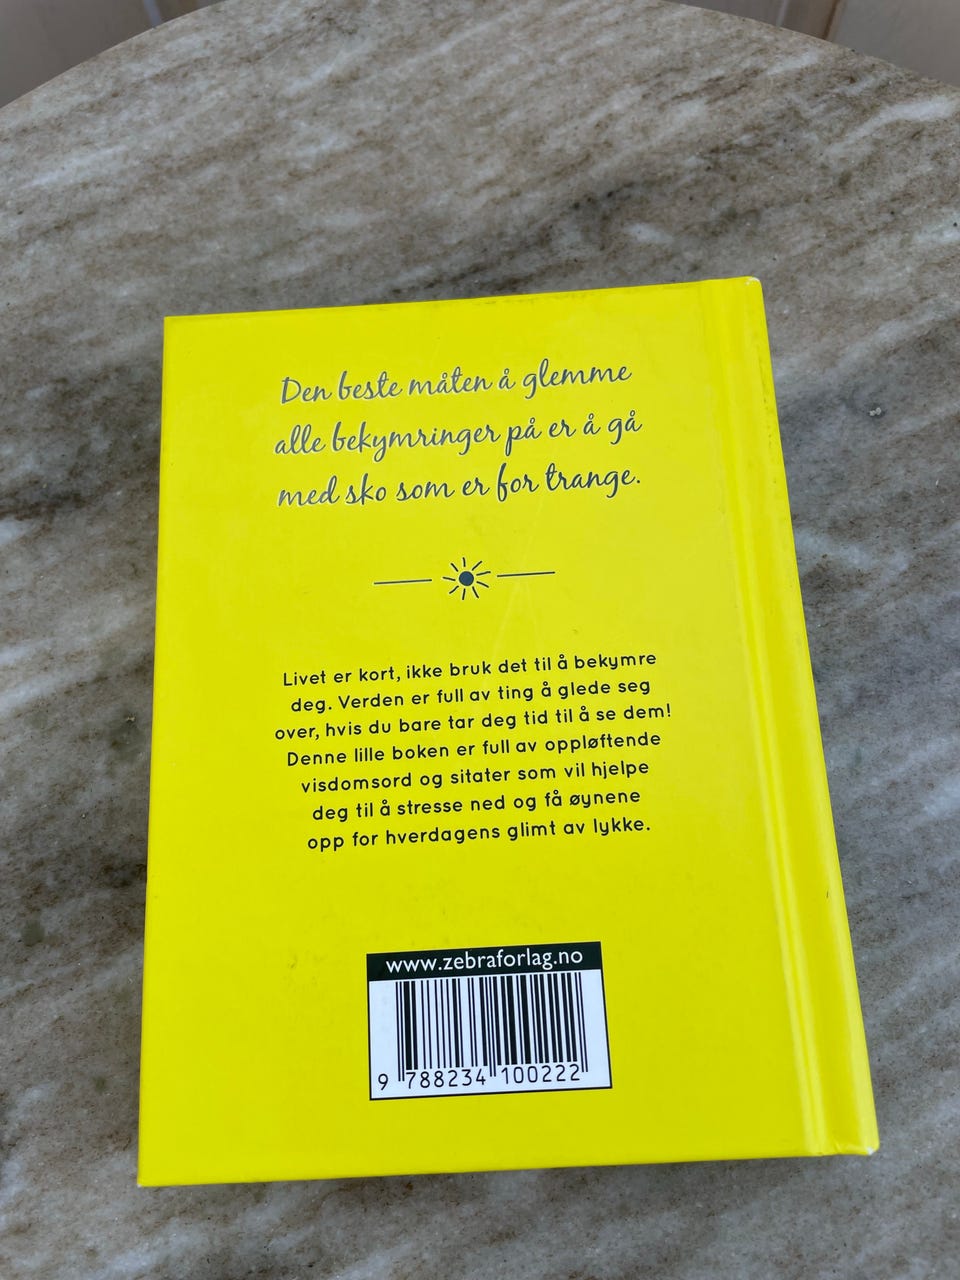 Den beste måten å glemme
alle bekymringer på er å gå
med sko som er for trange.
Livet er kort, ikke bruk det til å bekymre
deg. Verden er full av ting å glede seg
over, hvis du bare tar deg tid til å se dem!
Denne lille boken er full av oppløftende
visdomsord og sitater som vil hjelpe
deg til å stresse ned og få øynene
opp for hverdagens glimt av lykke.
www.zebraforlag.no
9 788234 100222